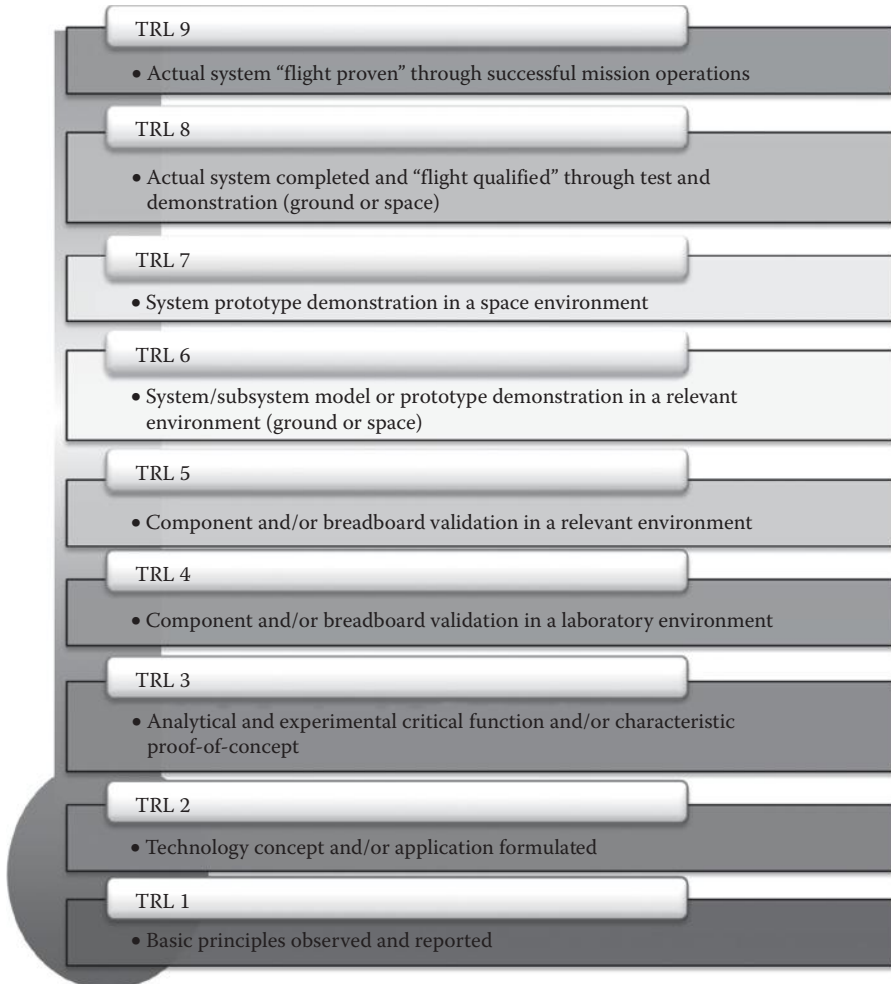 TRL 9
• Actual system “flight proven” through successful mission operations
TRL 8
• Actual system completed and “flight qualified” through test and
demonstration (ground or space)
TRL 7
• System prototype demonstration in a space environment
TRL 6
• System/subsystem model or prototype demonstration in a relevant
environment (ground or space)
TRL 5
• Component and/or breadboard validation in a relevant environment
TRL 4
• Component and/or breadboard validation in a laboratory environment
TRL 3
• Analytical and experimental critical function and/or characteristic
proof-of-concept
TRL 2
• Technology concept and/or application formulated
TRL 1
• Basic principles observed and reported